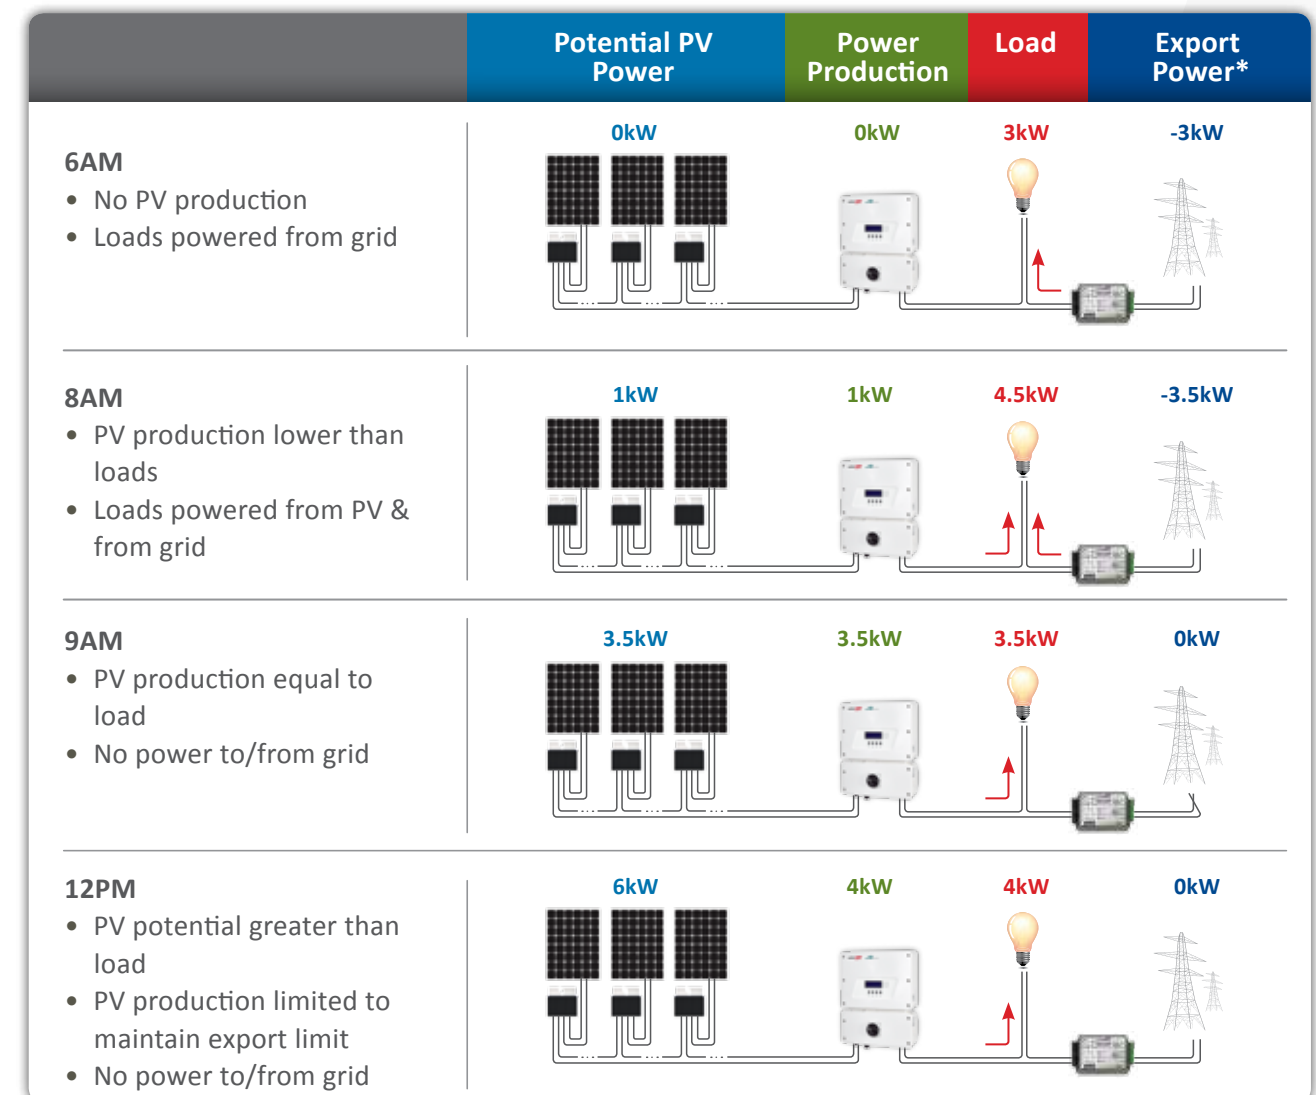 Potential PV Power
Power Production
Load
Export Power*
6AM
• No PV production
• Loads powered from grid
0kW
0kW
3kW
-3kW
8AM
• PV production lower than
loads
• Loads powered from PV &
from grid
1kW
1kW
4.5kW
-3.5kW
9AM
• PV production equal to
load
• No power to/from grid
3.5kW
3.5kW
3.5kW
0kW
12PM
• PV potential greater than
load
• PV production limited to
maintain export limit
• No power to/from grid
6kW
4kW
4kW
0kW